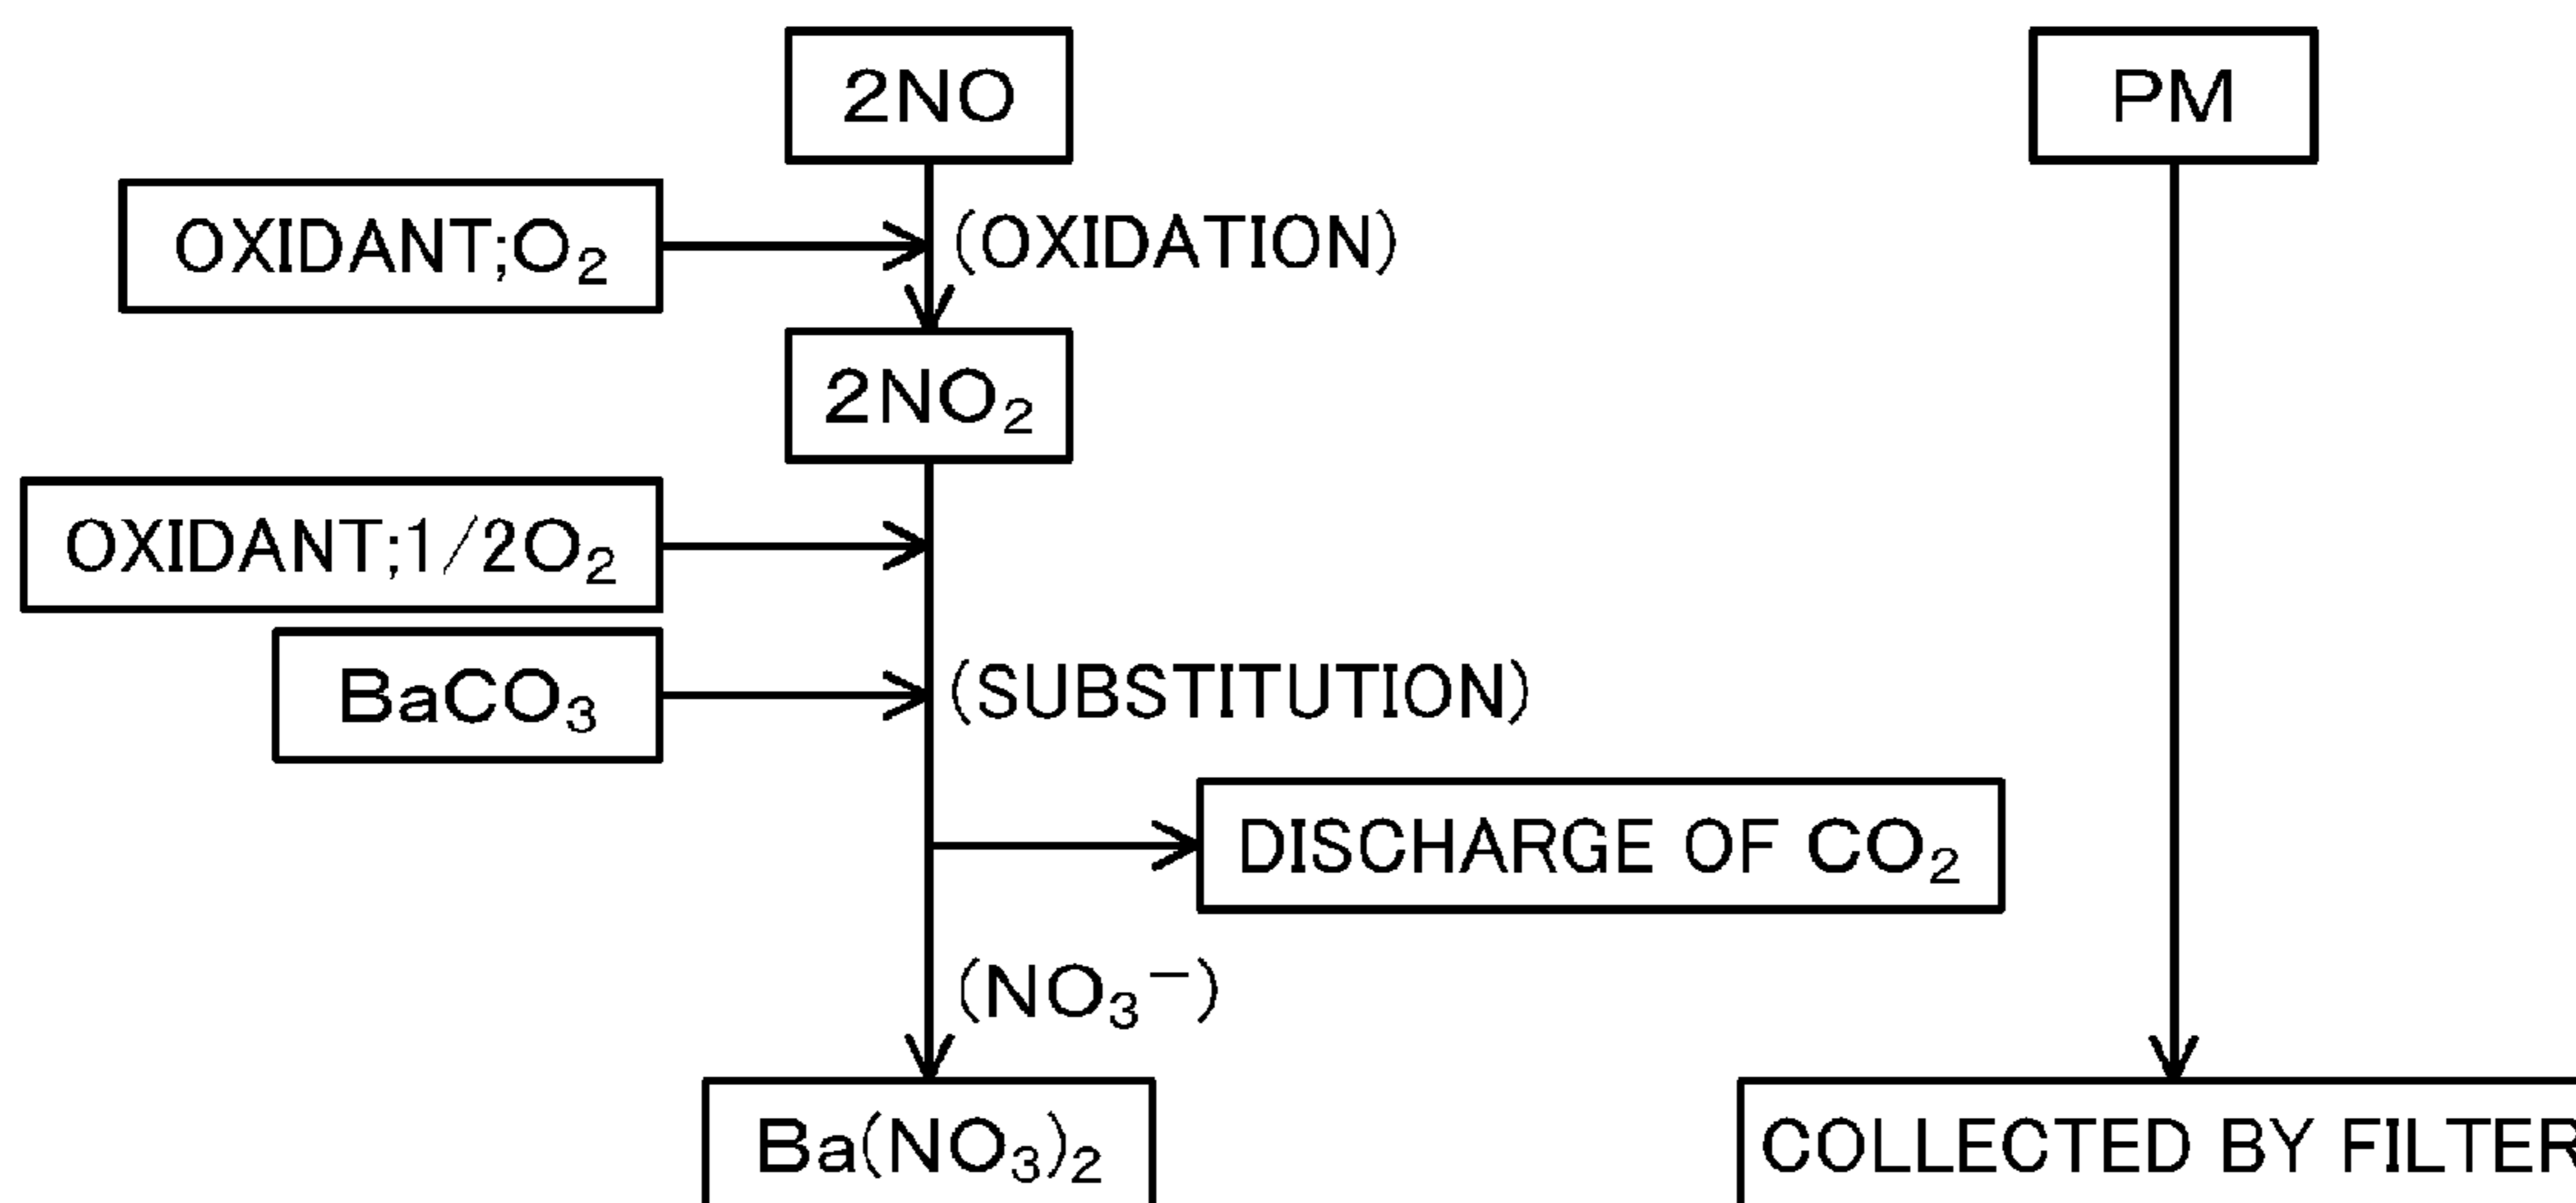 2NO
PM
OXIDANT;O₂
(OXIDATION)
2NO₂
OXIDANT;1/2O₂
BaCO₃
(SUBSTITUTION)
DISCHARGE OF CO₂
(NO₃⁻)
Ba(NO₃)₂
COLLECTED BY FILTER